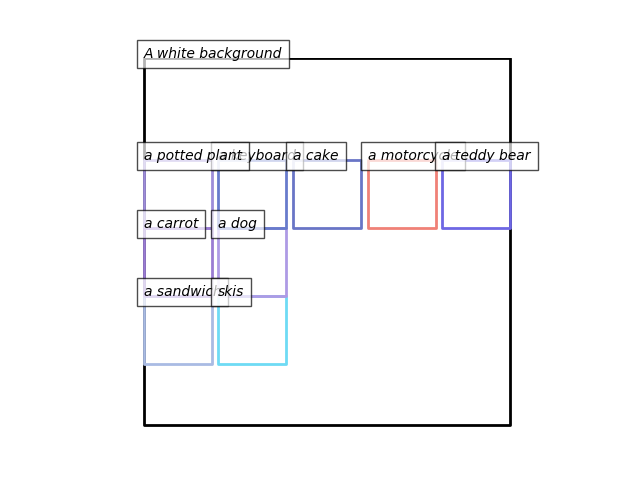 A white background
a potted plant
a keyboard
a cake
a motorcycle
a teddy bear
a carrot
a dog
a sandwich
skis